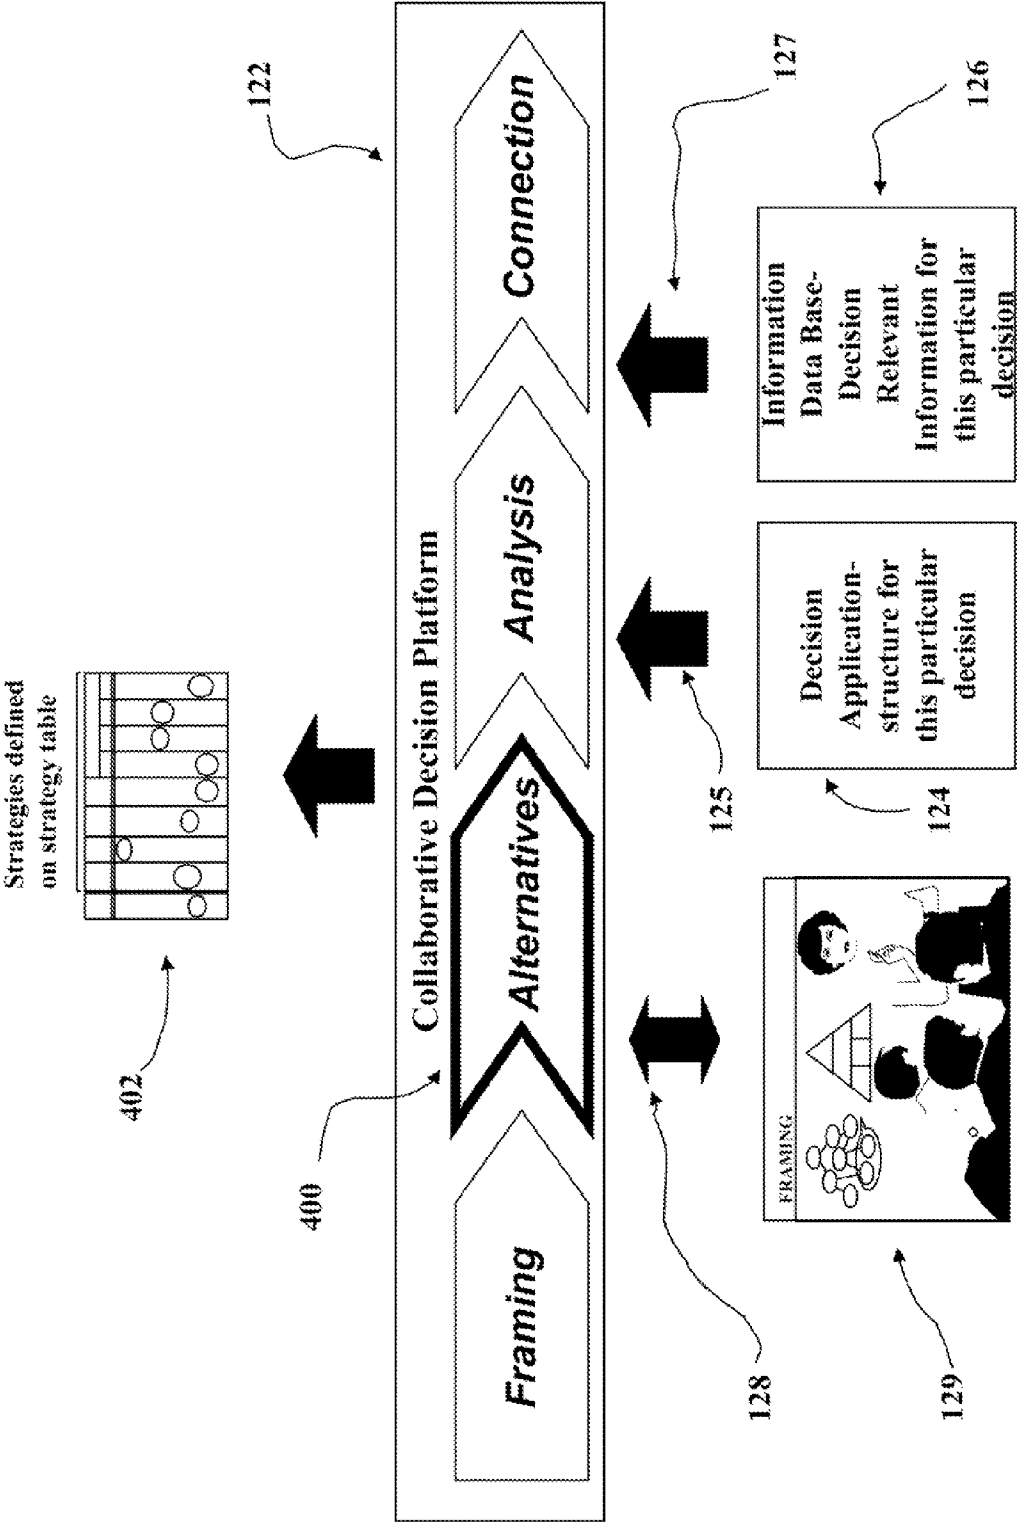 Strategies defined
on strategy table
402
122
Collaborative Decision Platform
400
Framing
Alternatives
Analysis
Connection
128
125
127
FRAMING
129
Decision
Application-
structure for
this particular
decision
124
Information
Data Base-
Decision
Relevant
Information for
this particular
decision
126